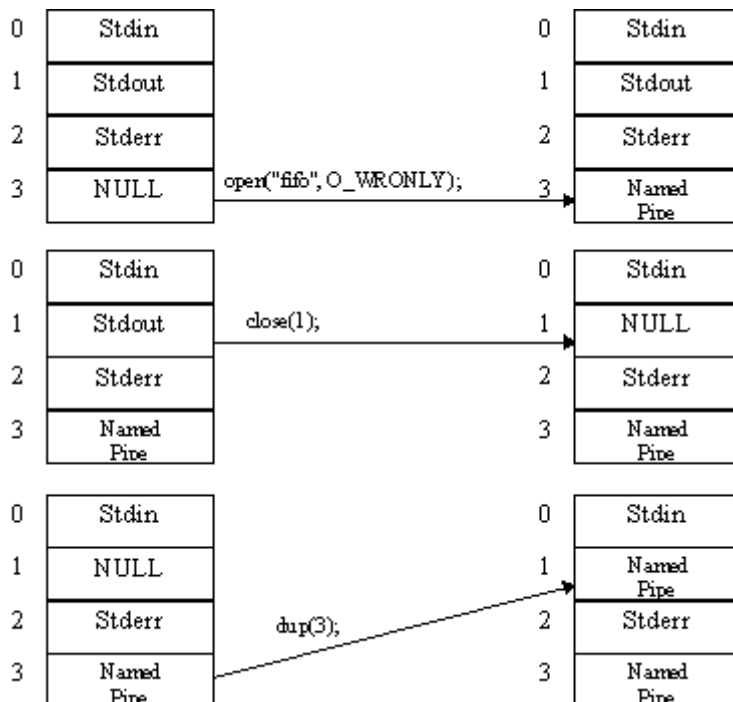 0 Stdin 0 Stdin
1 Stdout 1 Stdout
2 Stderr 2 Stderr
3 NULL open("fifo", O_WRONLY); 3 Named
Pipe
0 Stdin 0 Stdin
1 Stdout close(1); 1 NULL
2 Stderr 2 Stderr
3 Named 3 Named
Pipe Pipe
0 Stdin 0 Stdin
1 NULL 1 Named
Pipe
2 Stderr dup(3); 2 Stderr
3 Named 3 Named
Pipe Pipe